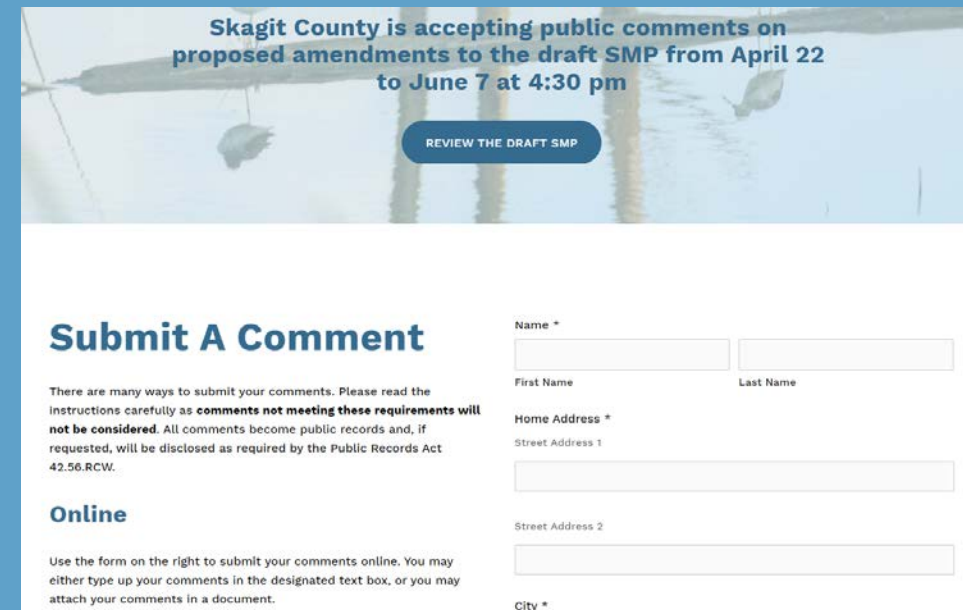 Skagit County is accepting public comments on
proposed amendments to the draft SMP from April 22
to June 7 at 4:30 pm
REVIEW THE DRAFT SMP
Submit A Comment
There are many ways to submit your comments. Please read the
instructions carefully as comments not meeting these requirements will
not be considered. All comments become public records and, if
requested, will be disclosed as required by the Public Records Act
42.56.RCW.
Online
Use the form on the right to submit your comments online. You may
either type up your comments in the designated text box, or you may
attach your comments in a document.
Name *
First Name
Last Name
Home Address *
Street Address 1
Street Address 2
City *